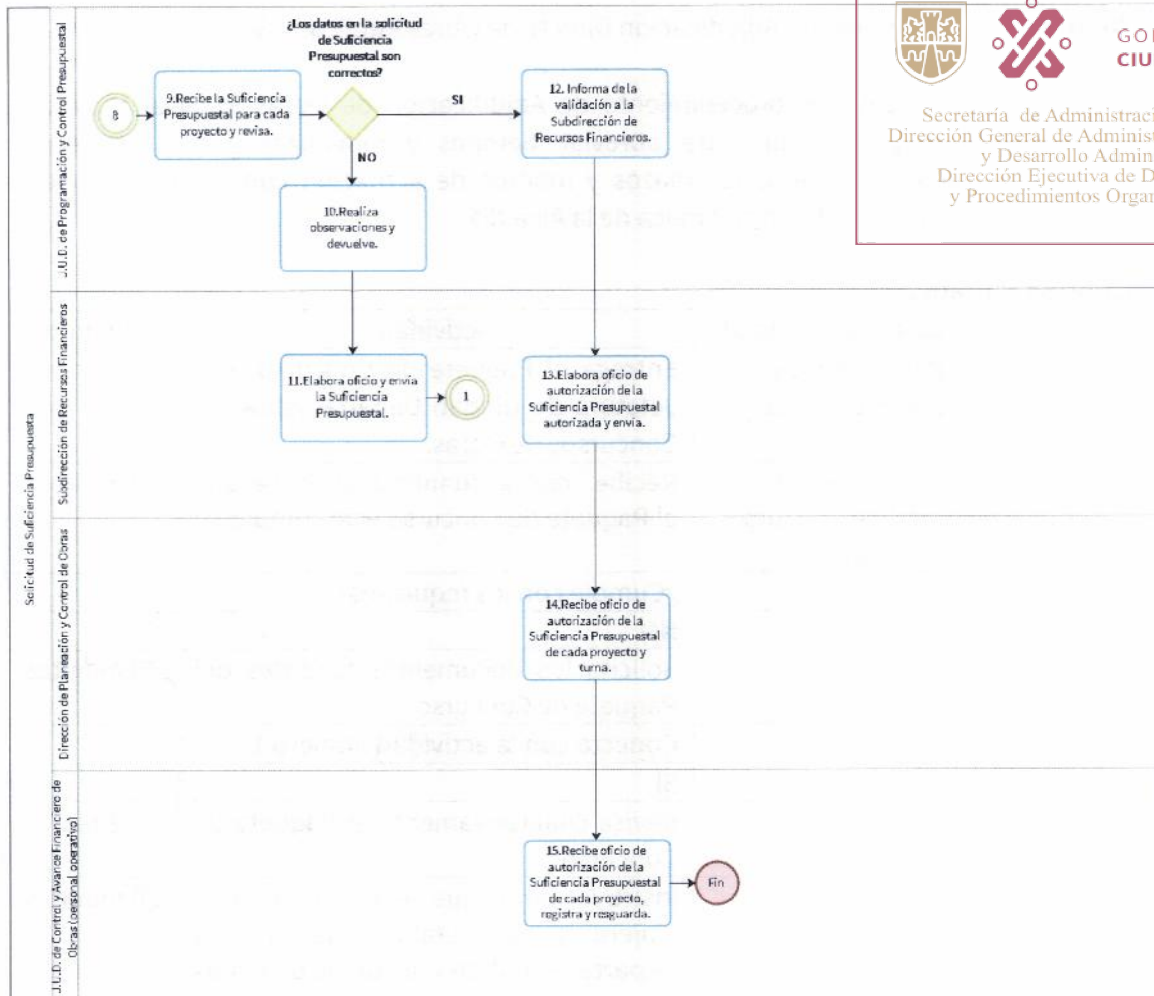 GO
CIU
Secretaría de Administraci
Dirección General de Administ
y Desarrollo Admin
Dirección Ejecutiva de D
y Procedimientos Orga
Solicitud de Suficiencia Presupuesta
J.U.D. de Programación y Control Presupuestal
¿Los datos en la solicitud
de Suficiencia
Presupuestal son
correctos?
8
9.Recibe la Suficiencia
Presupuestal para cada
proyecto y revisa.
SI
12. Informa de la
validación a la
Subdirección de
Recursos Financieros.
NO
10.Realiza
observaciones y
devuelve.
Subdirección de Recursos Financieros
11.Elabora oficio y envía
la Suficiencia
Presupuestal.
1
13.Elabora oficio de
autorización de la
Suficiencia Presupuestal
autorizada y envía.
Dirección de Planeación y Control de Obras
14.Recibe oficio de
autorización de la
Suficiencia Presupuestal
de cada proyecto y
turna.
J.U.D. de Control y Avance Financiero de
Obras (personal operativo)
15.Recibe oficio de
autorización de la
Suficiencia Presupuestal
de cada proyecto,
registra y resguarda.
Fin